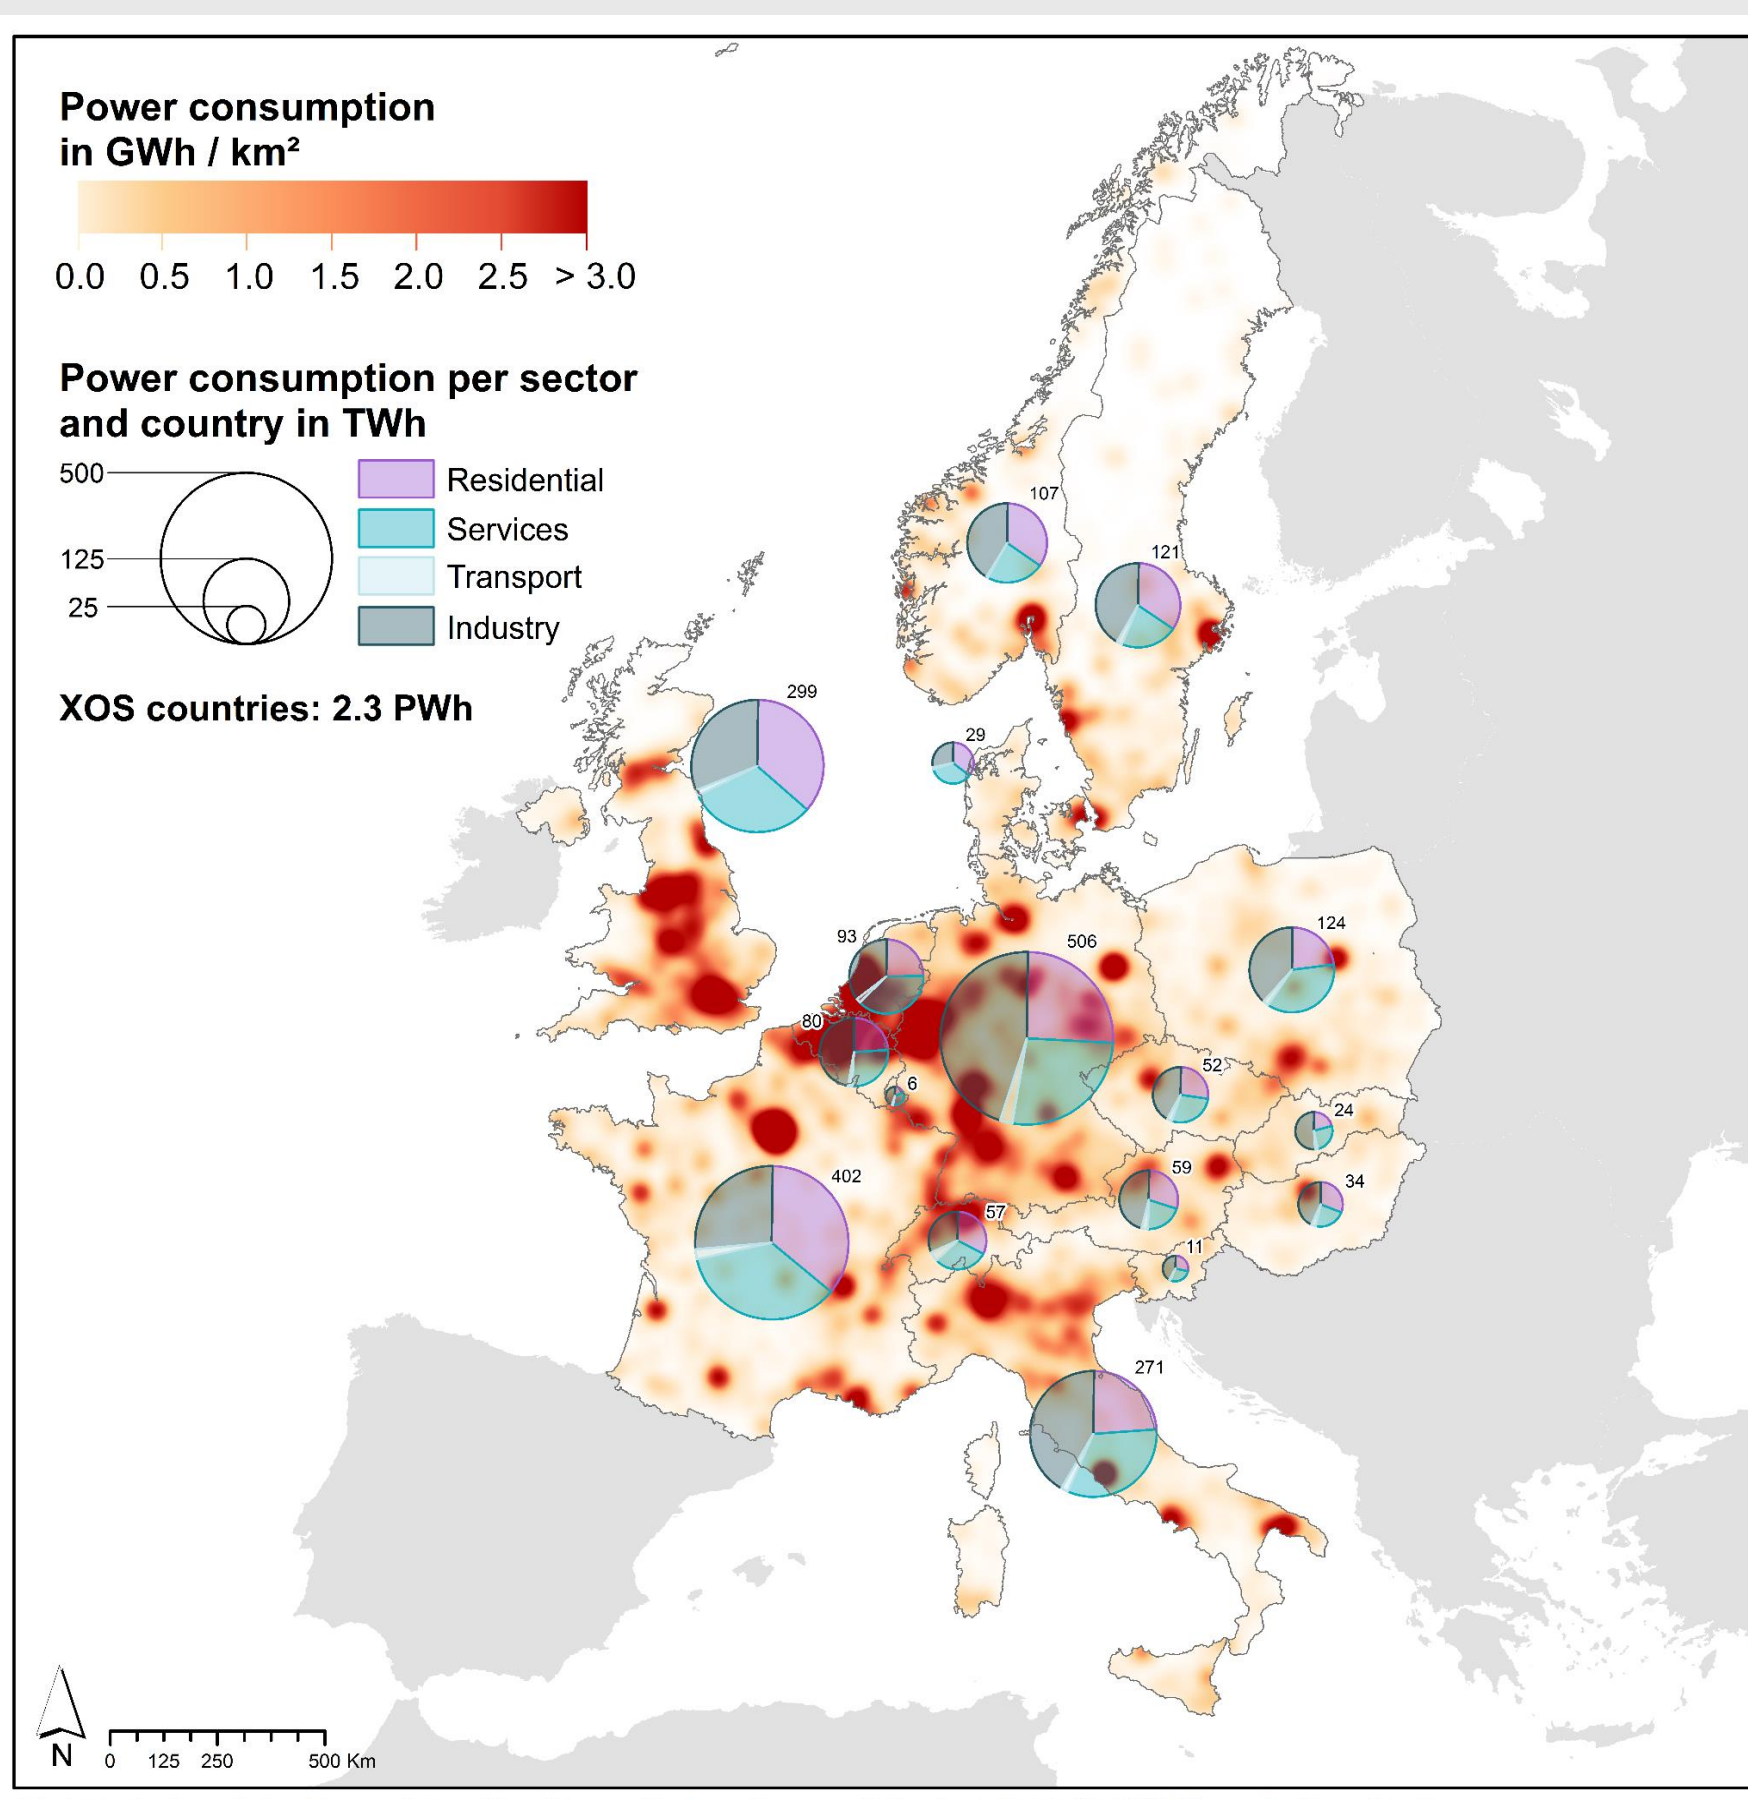 Power consumption
in GWh / km²
0.0 0.5 1.0 1.5 2.0 2.5 > 3.0
Power consumption per sector
and country in TWh
500
125
25
Residential
Services
Transport
Industry
XOS countries: 2.3 PWh
107
121
299
29
124
93
506
80
52
6
24
59
402
34
57
11
271
N
0 125 250 500 Km